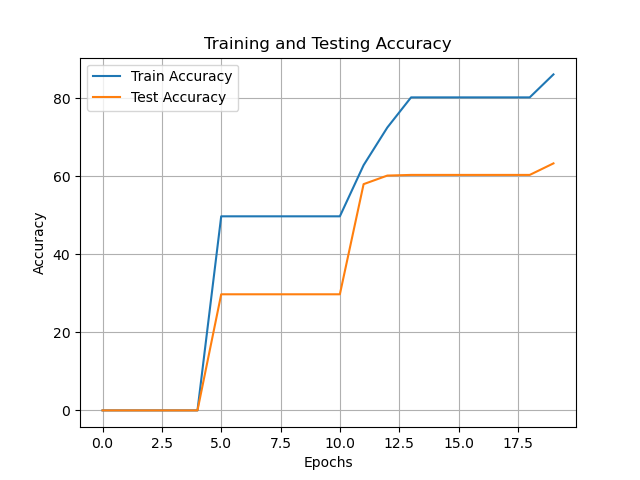 Training and Testing Accuracy
Train Accuracy
Test Accuracy
80
60
40
20
0
Accuracy
0.0 2.5 5.0 7.5 10.0 12.5 15.0 17.5
Epochs